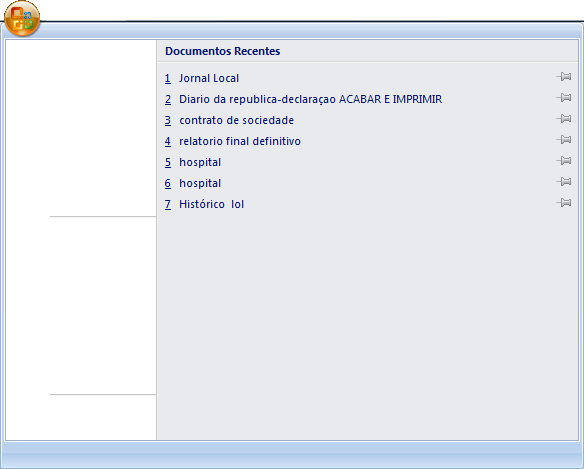 Documentos Recentes
1 Jornal Local
2 Diario da republica-declaraçao ACABAR E IMPRIMIR
3 contrato de sociedade
4 relatorio final definitivo
5 hospital
6 hospital
7 Histórico lol